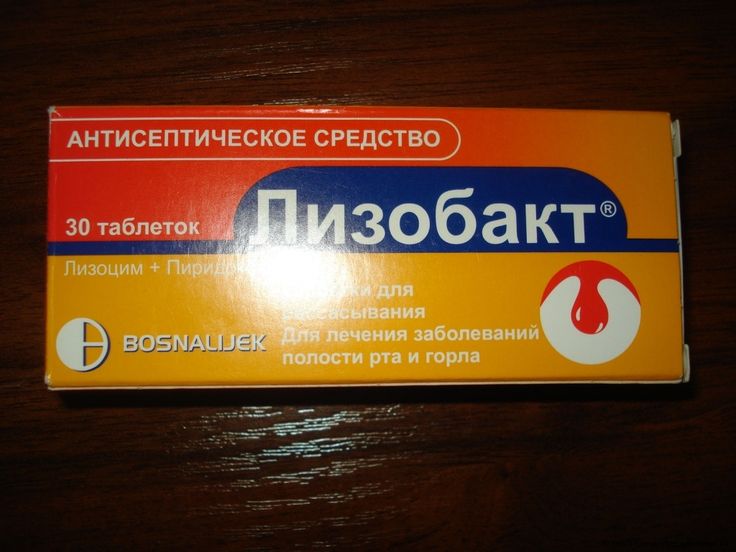 АНТИСЕПТИЧЕСКОЕ СРЕДСТВО
Лизобакт®
30 таблеток
Лизоцим +
для
рассасывания
Для лечения заболеваний
полости рта и горла
BOSNALIJEK